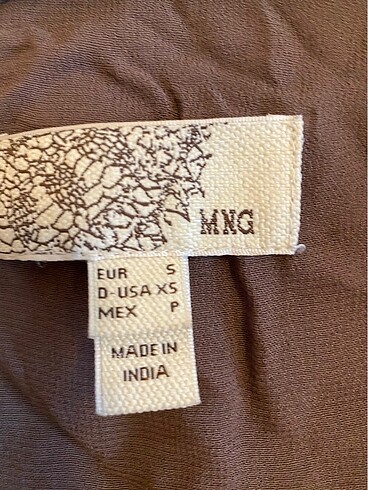 MNG
EUR S
D-USA XS
MEX P
MADE IN
INDIA